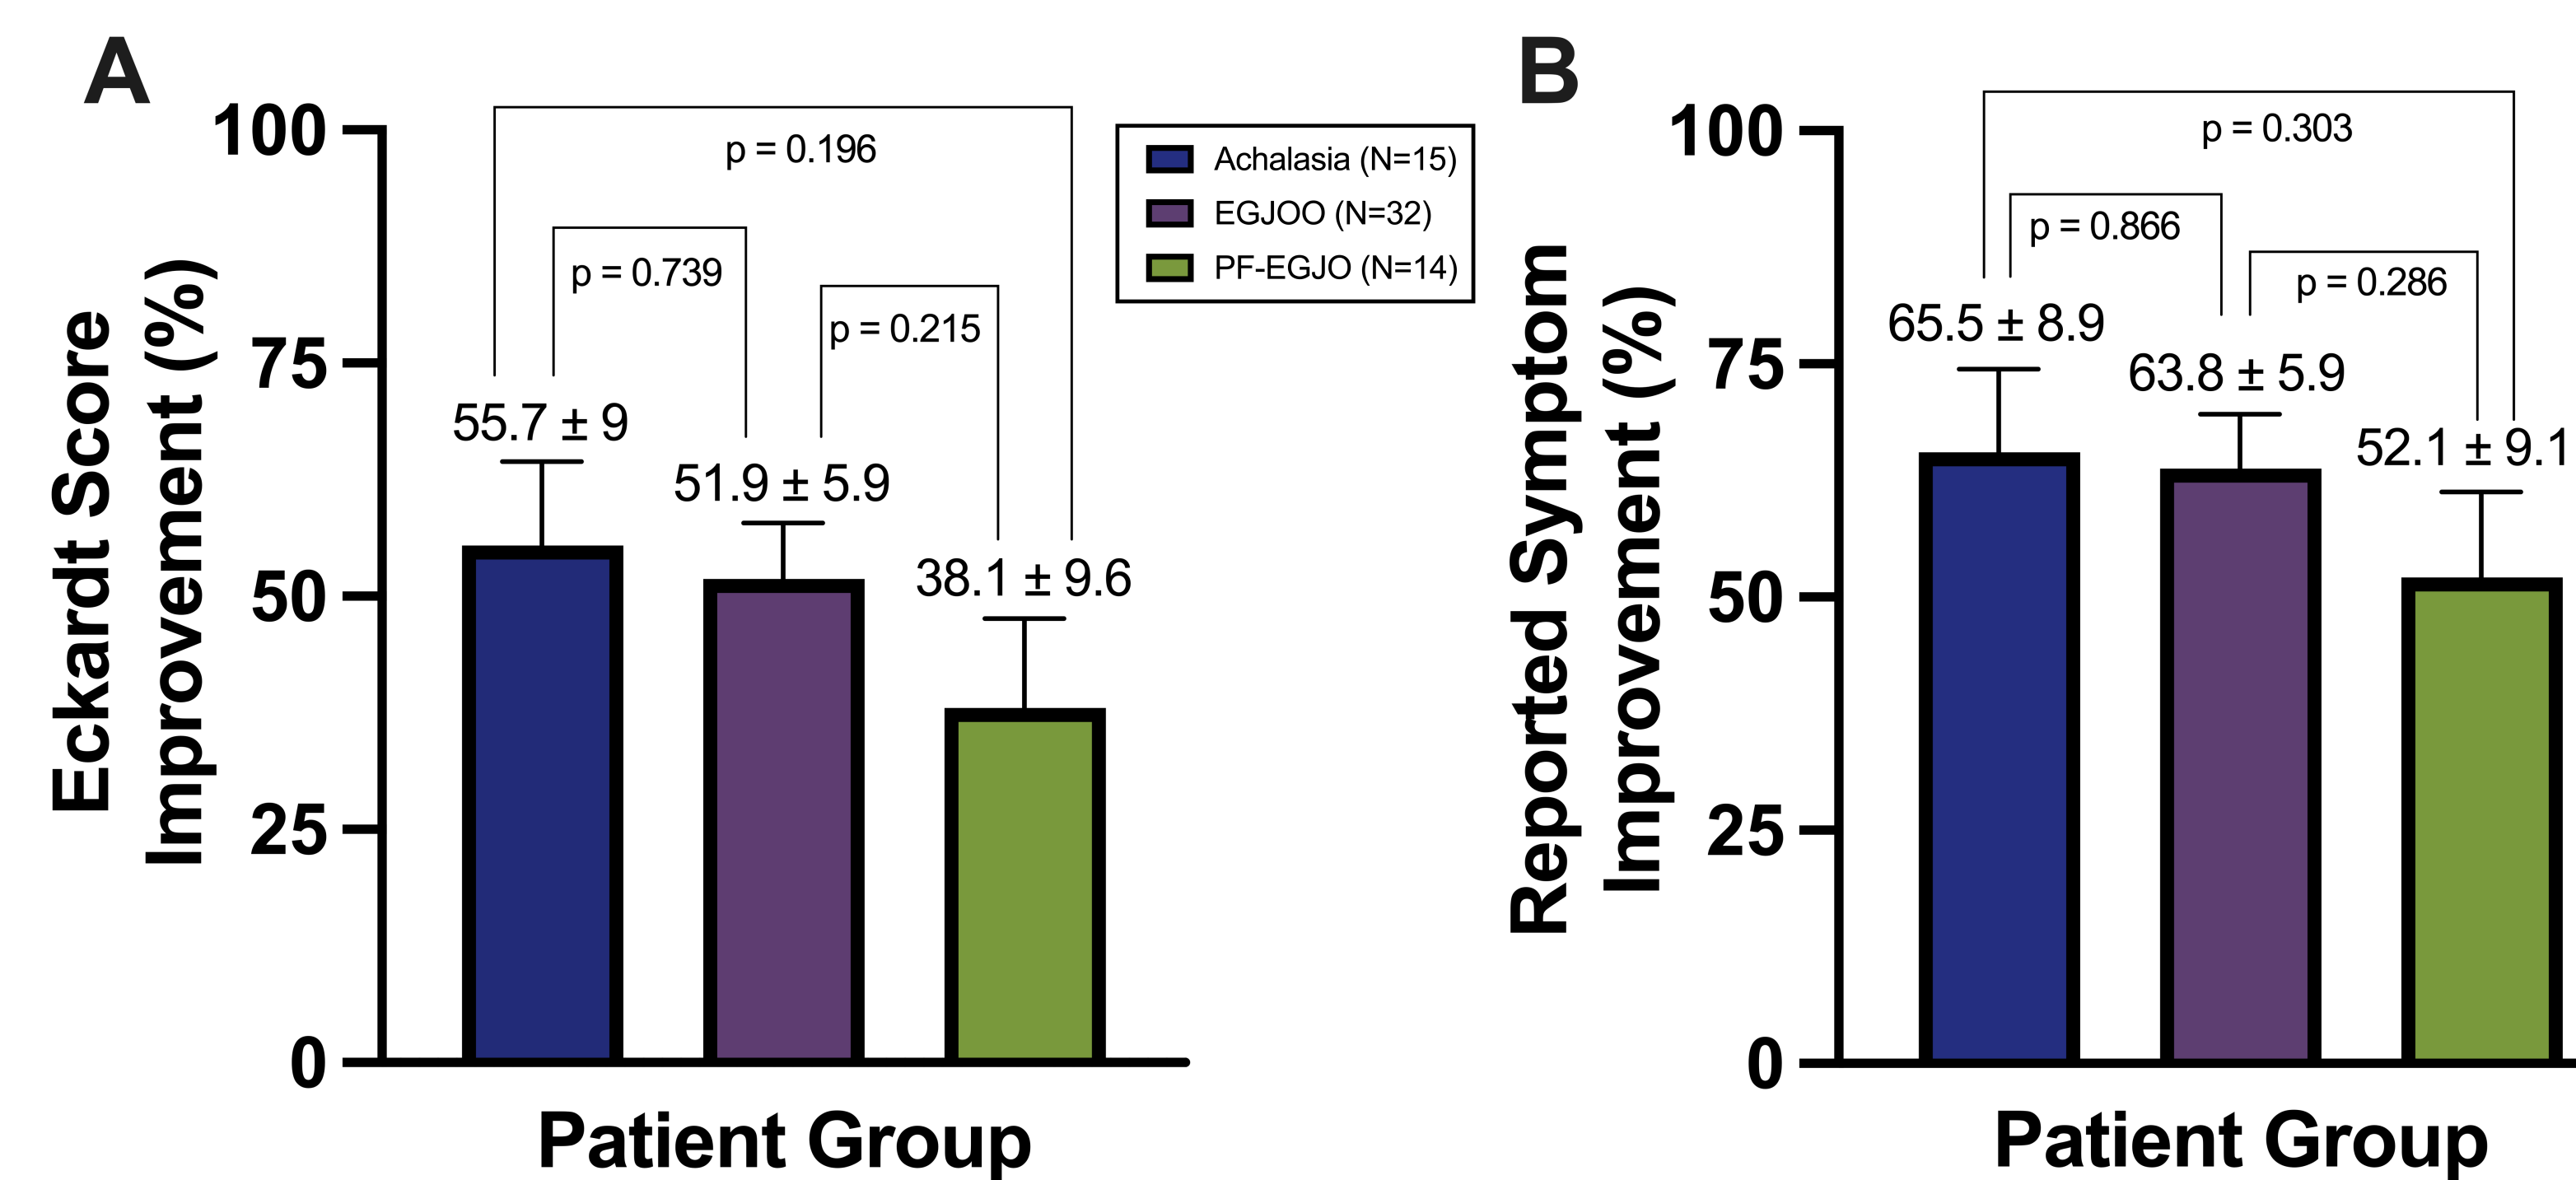 A
100
75
50
25
0
Eckardt Score
Improvement (%)
p = 0.196
p = 0.739
p = 0.215
55.7 ± 9
51.9 ± 5.9
38.1 ± 9.6
Patient Group
Achalasia (N=15)
EGJOO (N=32)
PF-EGJO (N=14)
B
100
75
50
25
0
Reported Symptom
Improvement (%)
p = 0.303
p = 0.866
p = 0.286
65.5 ± 8.9
63.8 ± 5.9
52.1 ± 9.1
Patient Group